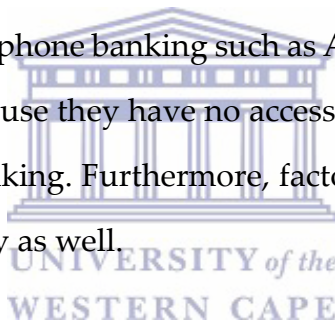 phone banking such as A
use they have no access
king. Furthermore, facto
y as well.
UNIVERSITY of the
WESTERN CAPE